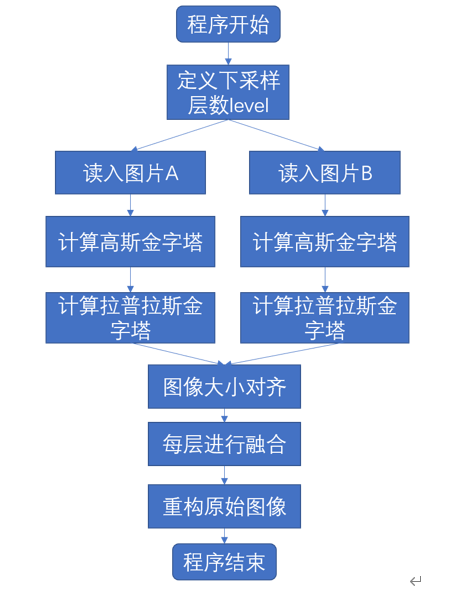 程序开始
定义下采样
层数level
读入图片A
读入图片B
计算高斯金字塔
计算高斯金字塔
计算拉普拉斯金
字塔
计算拉普拉斯金
字塔
图像大小对齐
每层进行融合
重构原始图像
程序结束